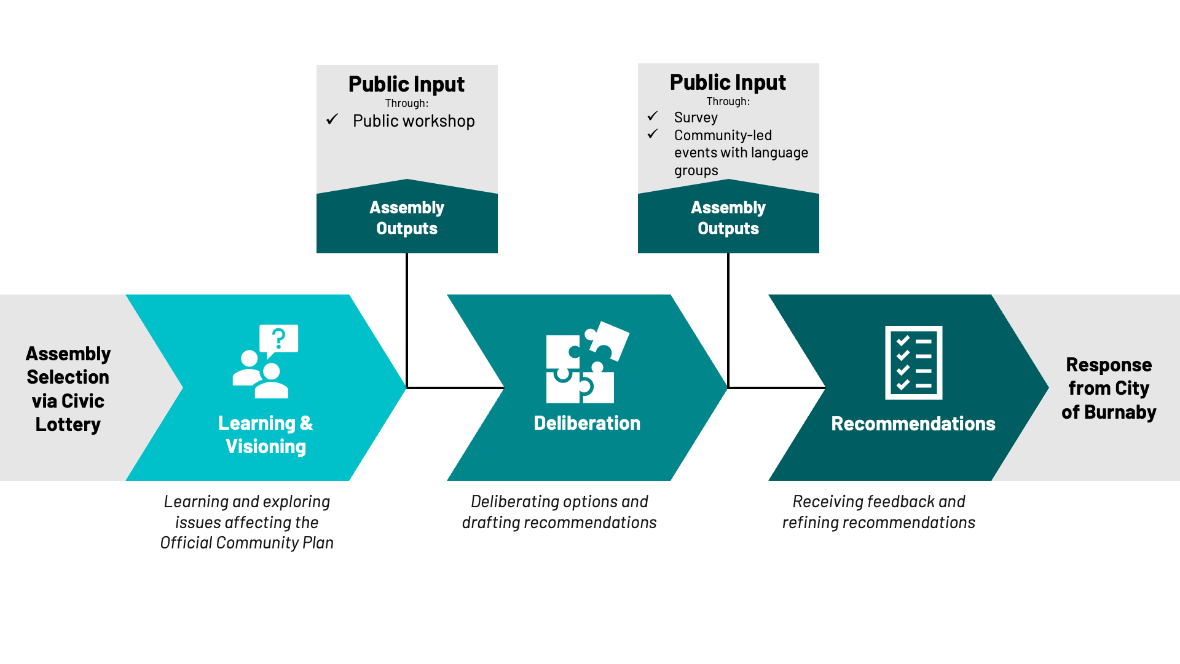 Public Input
Through:
✓ Public workshop
Assembly
Outputs
Public Input
Through:
✓ Survey
✓ Community-led
events with language
groups
Assembly
Outputs
Assembly
Selection
via Civic
Lottery
?
Learning &
Visioning
Deliberation
Recommendations
Response
from City
of Burnaby
Learning and exploring
issues affecting the
Official Community Plan
Deliberating options and
drafting recommendations
Receiving feedback and
refining recommendations